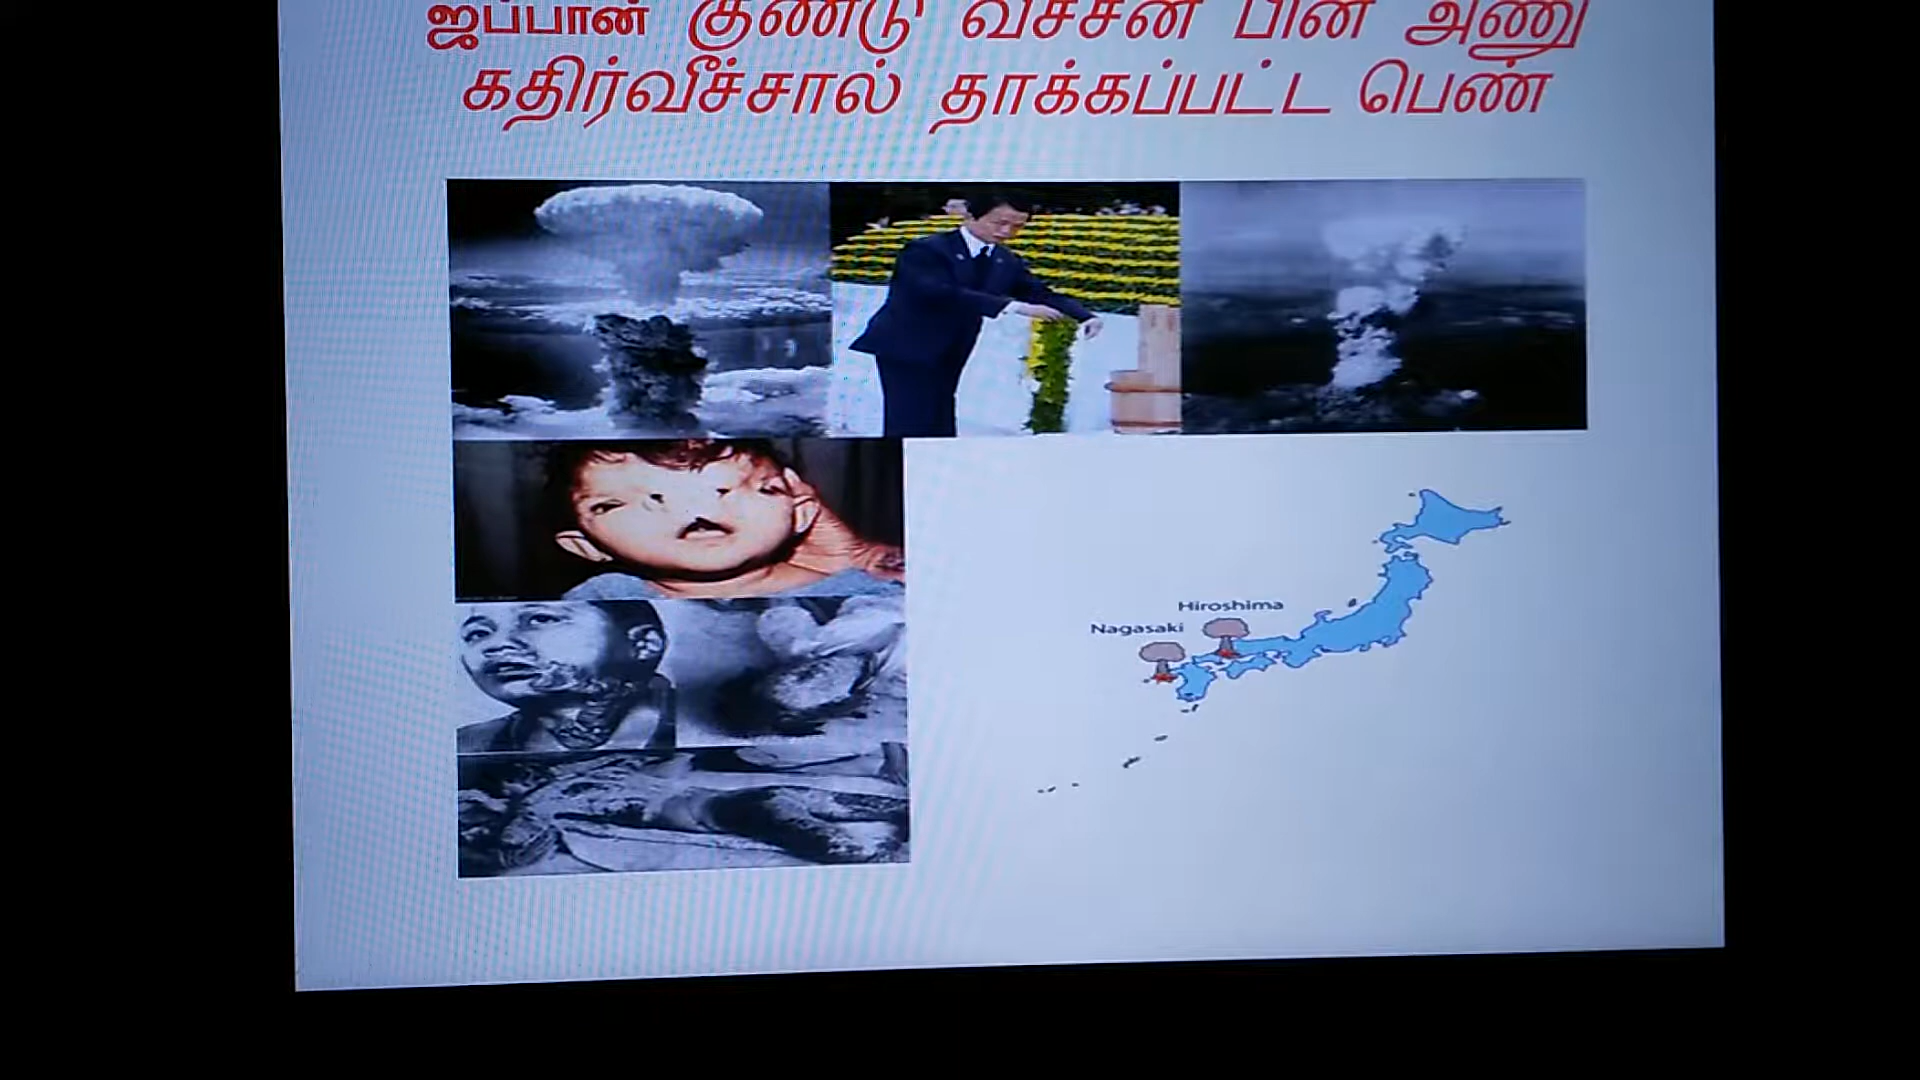 ஜப்பான் குண்டு வீச்சின் பின் அணு
கதிர்வீச்சால் தாக்கப்பட்ட பெண்
Hiroshima
Nagasaki